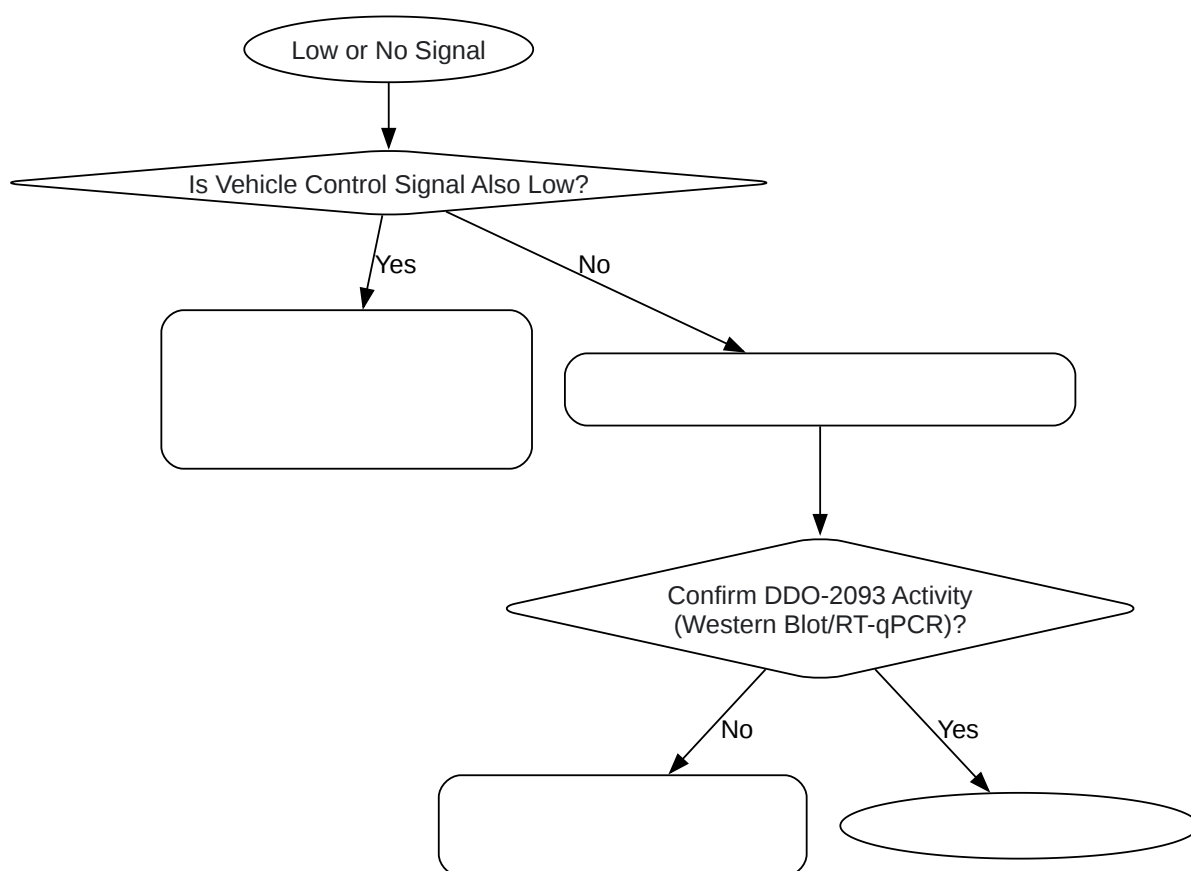 Low or No Signal
Is Vehicle Control Signal Also Low?
Yes
No
Confirm DDO-2093 Activity
(Western Blot/RT-qPCR)?
No
Yes